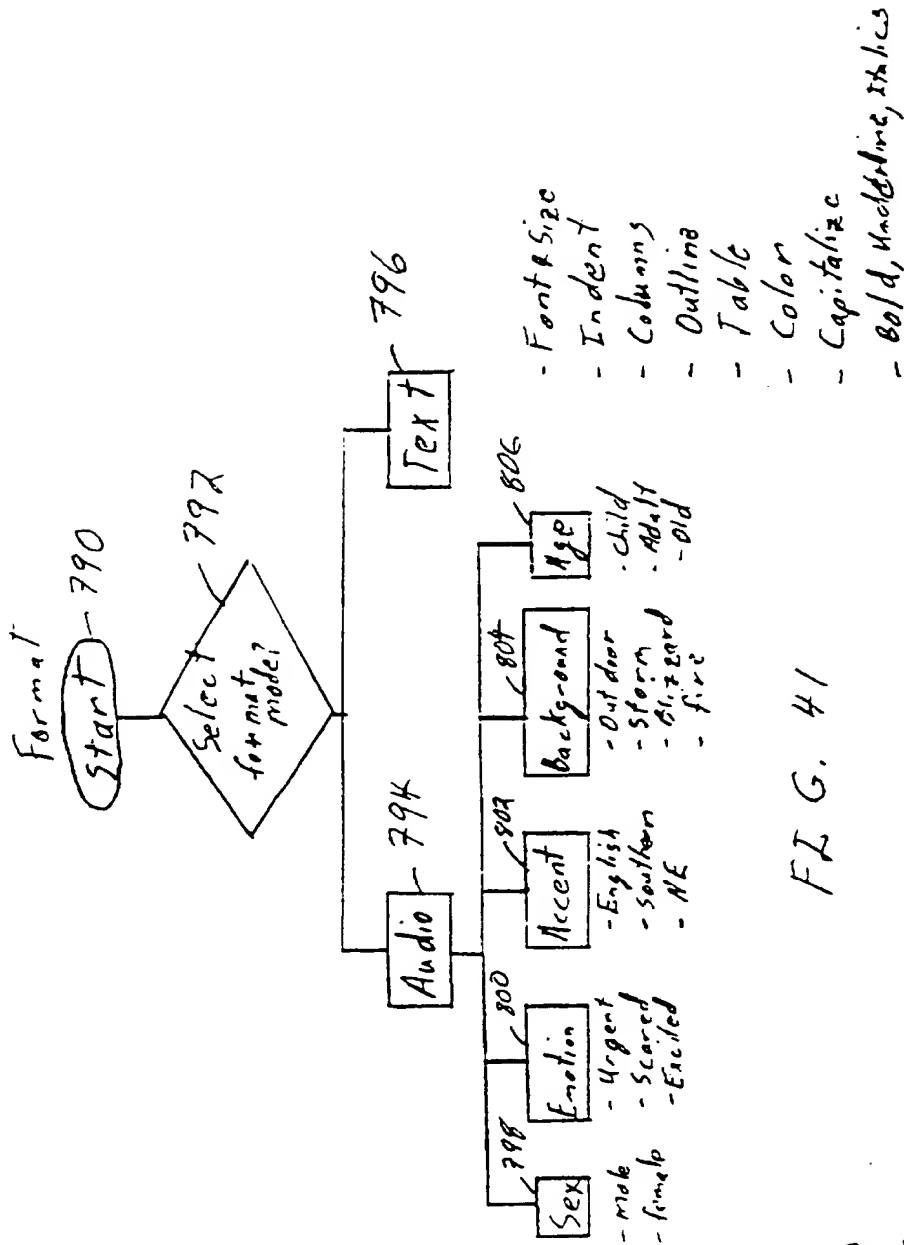 Format
Start 790
Select format mode? 792
Audio 794
Text 796
Sex 798
- male
- female
Emotion 800
- Urgent
- Scared
- Excited
Accent 802
- English
- Southern
- NE
Background 804
- Outdoor
- Storm
- Blizzard
- fire
Age 806
- Child
- Adult
- Old
- Font & Size
- Indent
- Columns
- Outline
- Table
- Color
- Capitalize
- Bold, Underline, Italics
FIG. 41